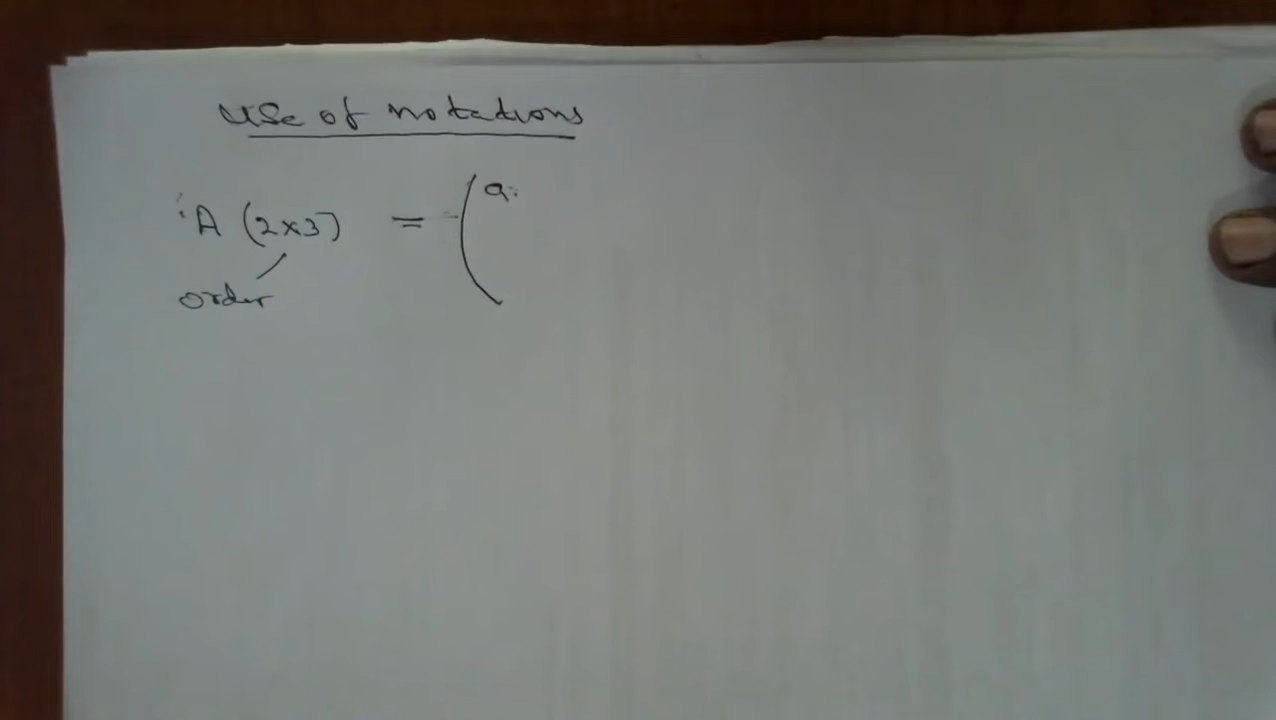 Use of notations
A (2×3) = ( a
order